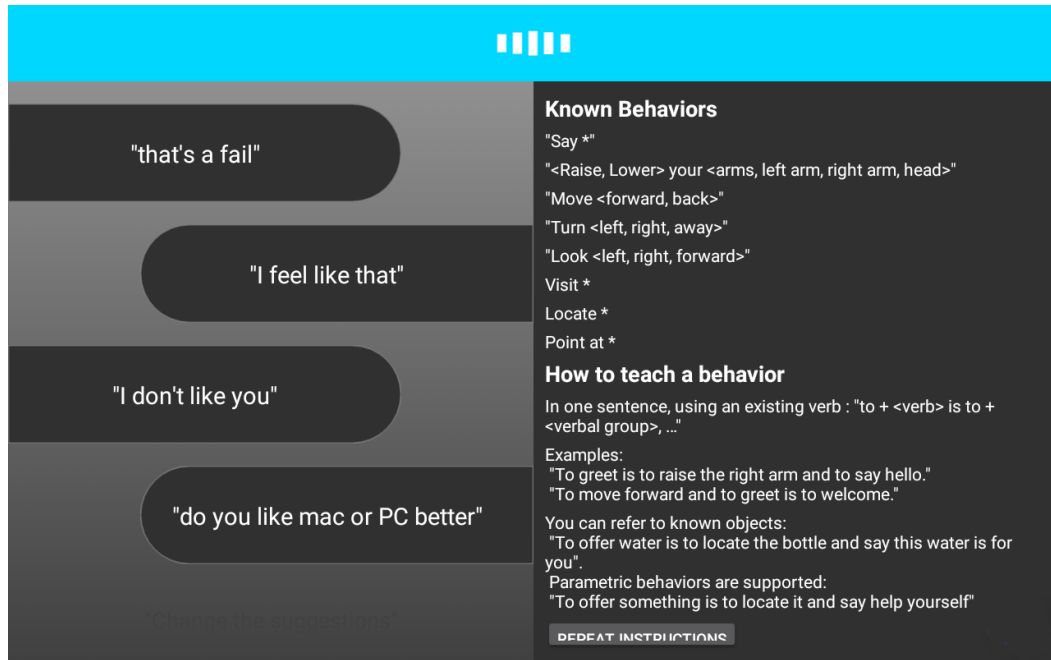 "that's a fail"
"I feel like that"
"I don't like you"
"do you like mac or PC better"
"Change the suggestions"
Known Behaviors
"Say *"
"<Raise, Lower> your <arms, left arm, right arm, head>"
"Move <forward, back>"
"Turn <left, right, away>"
"Look <left, right, forward>"
Visit *
Locate *
Point at *
How to teach a behavior
In one sentence, using an existing verb : "to + <verb> is to +
<verbal group>, ..."
Examples:
"To greet is to raise the right arm and to say hello."
"To move forward and to greet is to welcome."
You can refer to known objects:
"To offer water is to locate the bottle and say this water is for
you".
Parametric behaviors are supported:
"To offer something is to locate it and say help yourself"
REPEAT INSTRUCTIONS